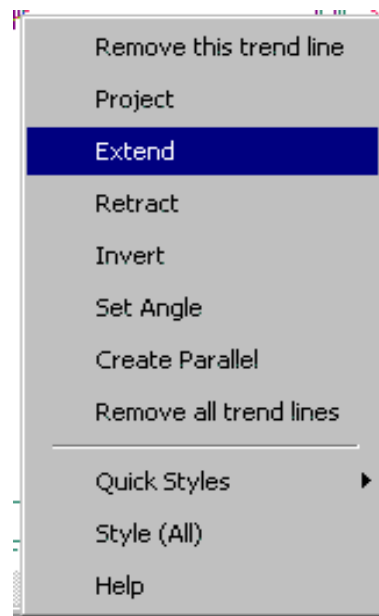 Remove this trend line
Project
Extend
Retract
Invert
Set Angle
Create Parallel
Remove all trend lines
Quick Styles
Style (All)
Help